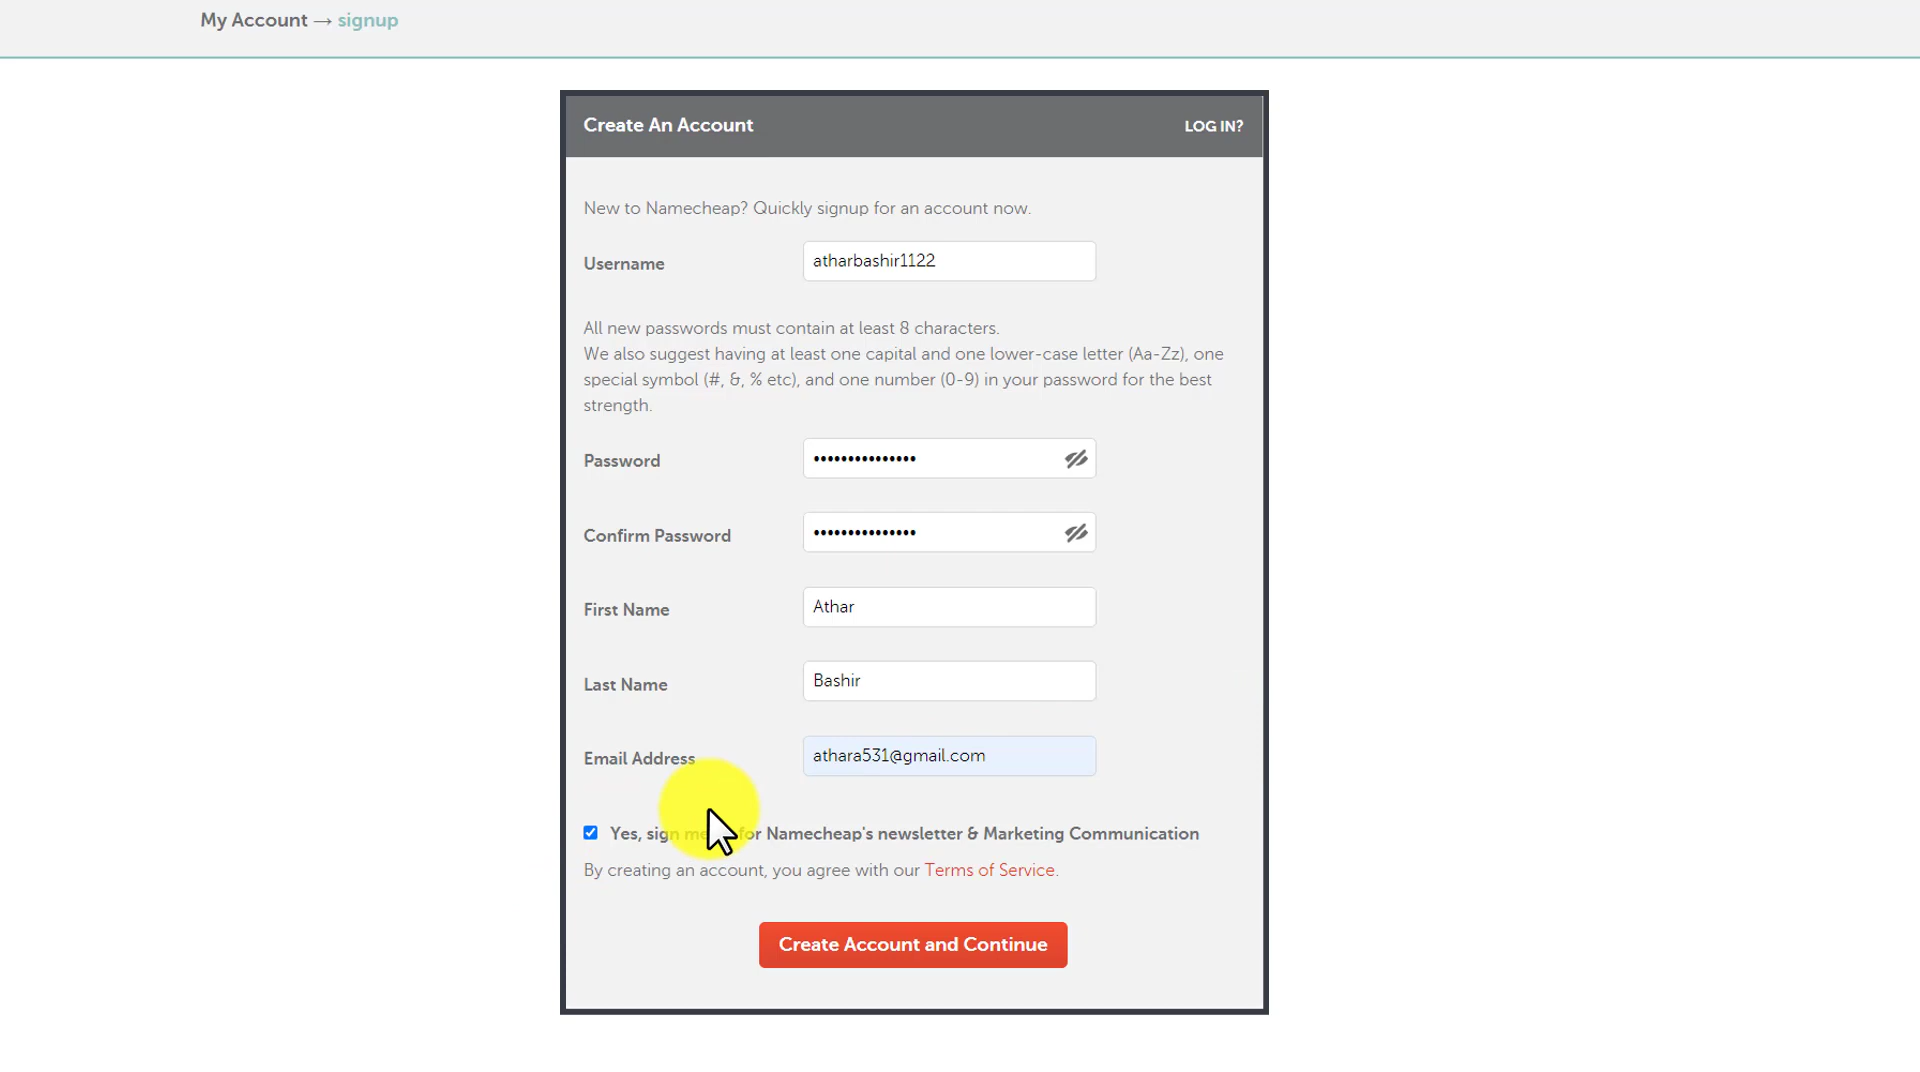 My Account → signup
Create An Account
LOG IN?
New to Namecheap? Quickly signup for an account now.
Username
atharbashir1122
All new passwords must contain at least 8 characters.
We also suggest having at least one capital and one lower-case letter (Aa-Zz), one
special symbol (#, &, % etc), and one number (0-9) in your password for the best
strength.
Password
•••••••••••••••
Confirm Password
•••••••••••••••
First Name
Athar
Last Name
Bashir
Email Address
athara531@gmail.com
Yes, sign me for Namecheap's newsletter & Marketing Communication
By creating an account, you agree with our Terms of Service.
Create Account and Continue